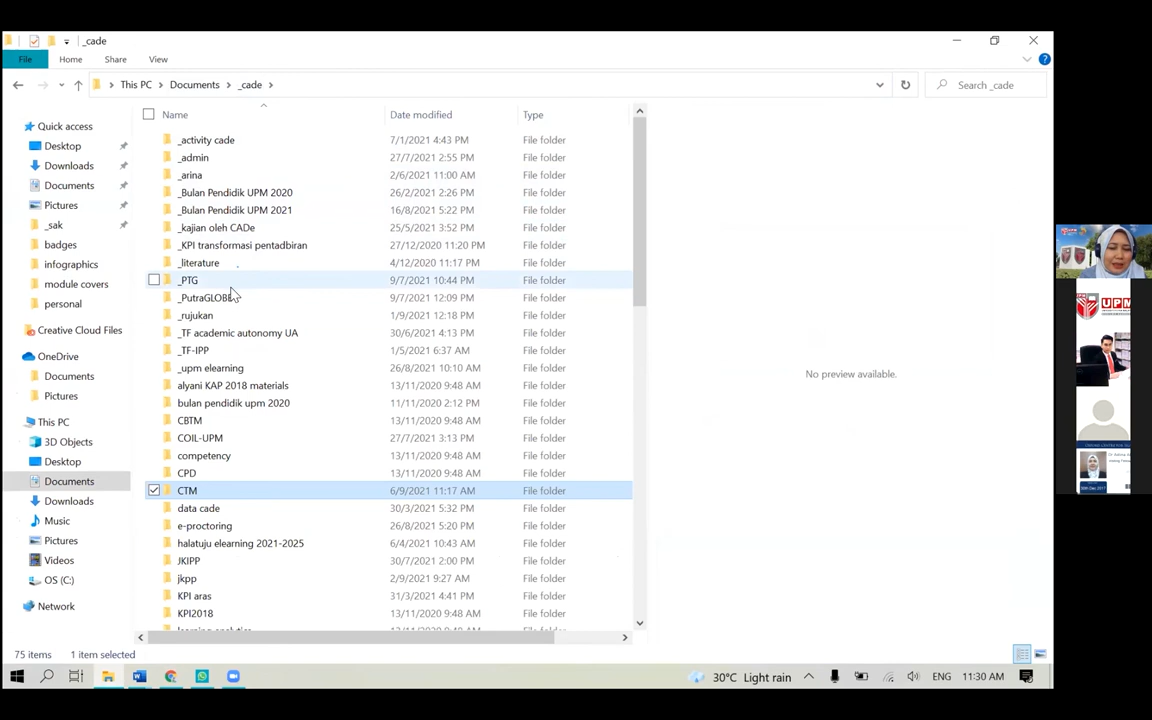 _cade
File
Home
Share
View
This PC
Documents
_cade
Search _cade
Name
Date modified
Type
Quick access
Desktop
Downloads
Documents
Pictures
_sak
badges
infographics
module covers
personal
Creative Cloud Files
OneDrive
Documents
Pictures
This PC
3D Objects
Desktop
Documents
Downloads
Music
Pictures
Videos
OS (C:)
Network
_activity cade 7/1/2021 4:43 PM File folder
_admin 27/7/2021 2:55 PM File folder
_arina 2/6/2021 11:00 AM File folder
_Bulan Pendidik UPM 2020 26/2/2021 2:26 PM File folder
_Bulan Pendidik UPM 2021 16/8/2021 5:22 PM File folder
_kajian oleh CADe 25/5/2021 3:52 PM File folder
_KPI transformasi pentadbiran 27/12/2020 11:20 PM File folder
_literature 4/12/2020 11:17 PM File folder
_PTG 9/7/2021 10:44 PM File folder
_PutraGLOBE 9/7/2021 12:09 PM File folder
_rujukan 1/9/2021 12:18 PM File folder
_TF academic autonomy UA 30/6/2021 4:13 PM File folder
_TF-IPP 1/5/2021 6:37 AM File folder
_upm elearning 26/8/2021 10:10 AM File folder
alyani KAP 2018 materials 13/11/2020 9:48 AM File folder
bulan pendidik upm 2020 11/11/2020 2:12 PM File folder
CBTM 13/11/2020 9:48 AM File folder
COIL-UPM 27/7/2021 3:13 PM File folder
competency 13/11/2020 9:48 AM File folder
CPD 13/11/2020 9:48 AM File folder
CTM 6/9/2021 11:17 AM File folder
data cade 30/3/2021 5:32 PM File folder
e-proctoring 26/8/2021 5:20 PM File folder
halatuju elearning 2021-2025 6/4/2021 10:43 AM File folder
JKIPP 30/7/2021 2:00 PM File folder
jkpp 2/9/2021 9:27 AM File folder
KPI aras 31/3/2021 4:41 PM File folder
KPI2018 13/11/2020 9:48 AM File folder
No preview available.
75 items
1 item selected
30°C Light rain
ENG
11:30 AM
UPM